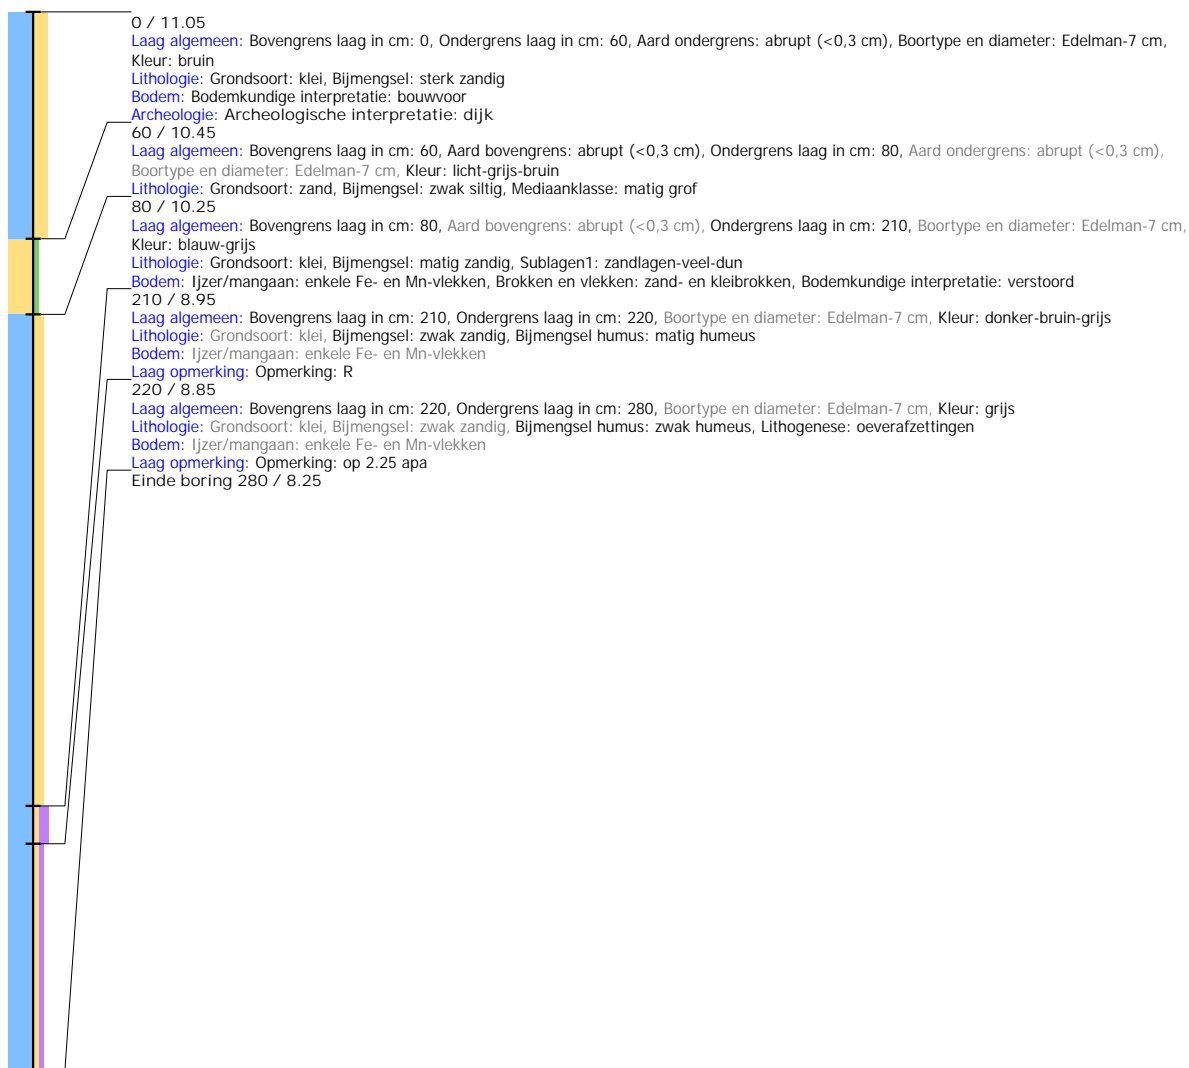 0 / 11.05
Laag algemeen: Bovengrens laag in cm: 0, Ondergrens laag in cm: 60, Aard ondergrens: abrupt (<0,3 cm), Boortype en diameter: Edelman-7 cm,
Kleur: bruin
Lithologie: Grondsoort: klei, Bijmengsel: sterk zandig
Bodem: Bodemkundige interpretatie: bouwvoor
Archeologie: Archeologische interpretatie: dijk
60 / 10.45
Laag algemeen: Bovengrens laag in cm: 60, Aard bovengrens: abrupt (<0,3 cm), Ondergrens laag in cm: 80, Aard ondergrens: abrupt (<0,3 cm),
Boortype en diameter: Edelman-7 cm, Kleur: licht-grijs-bruin
Lithologie: Grondsoort: zand, Bijmengsel: zwak siltig, Mediaanklasse: matig grof
80 / 10.25
Laag algemeen: Bovengrens laag in cm: 80, Aard bovengrens: abrupt (<0,3 cm), Ondergrens laag in cm: 210, Boortype en diameter: Edelman-7 cm,
Kleur: blauw-grijs
Lithologie: Grondsoort: klei, Bijmengsel: matig zandig, Sublagen1: zandlagen-veel-dun
Bodem: Ijzer/mangaan: enkele Fe- en Mn-vlekken, Brokken en vlekken: zand- en kleibrokken, Bodemkundige interpretatie: verstoord
210 / 8.95
Laag algemeen: Bovengrens laag in cm: 210, Ondergrens laag in cm: 220, Boortype en diameter: Edelman-7 cm, Kleur: donker-bruin-grijs
Lithologie: Grondsoort: klei, Bijmengsel: zwak zandig, Bijmengsel humus: matig humeus
Bodem: Ijzer/mangaan: enkele Fe- en Mn-vlekken
Laag opmerking: Opmerking: R
220 / 8.85
Laag algemeen: Bovengrens laag in cm: 220, Ondergrens laag in cm: 280, Boortype en diameter: Edelman-7 cm, Kleur: grijs
Lithologie: Grondsoort: klei, Bijmengsel: zwak zandig, Bijmengsel humus: zwak humeus, Lithogenese: oeverafzettingen
Bodem: Ijzer/mangaan: enkele Fe- en Mn-vlekken
Laag opmerking: Opmerking: op 2.25 apa
Einde boring 280 / 8.25